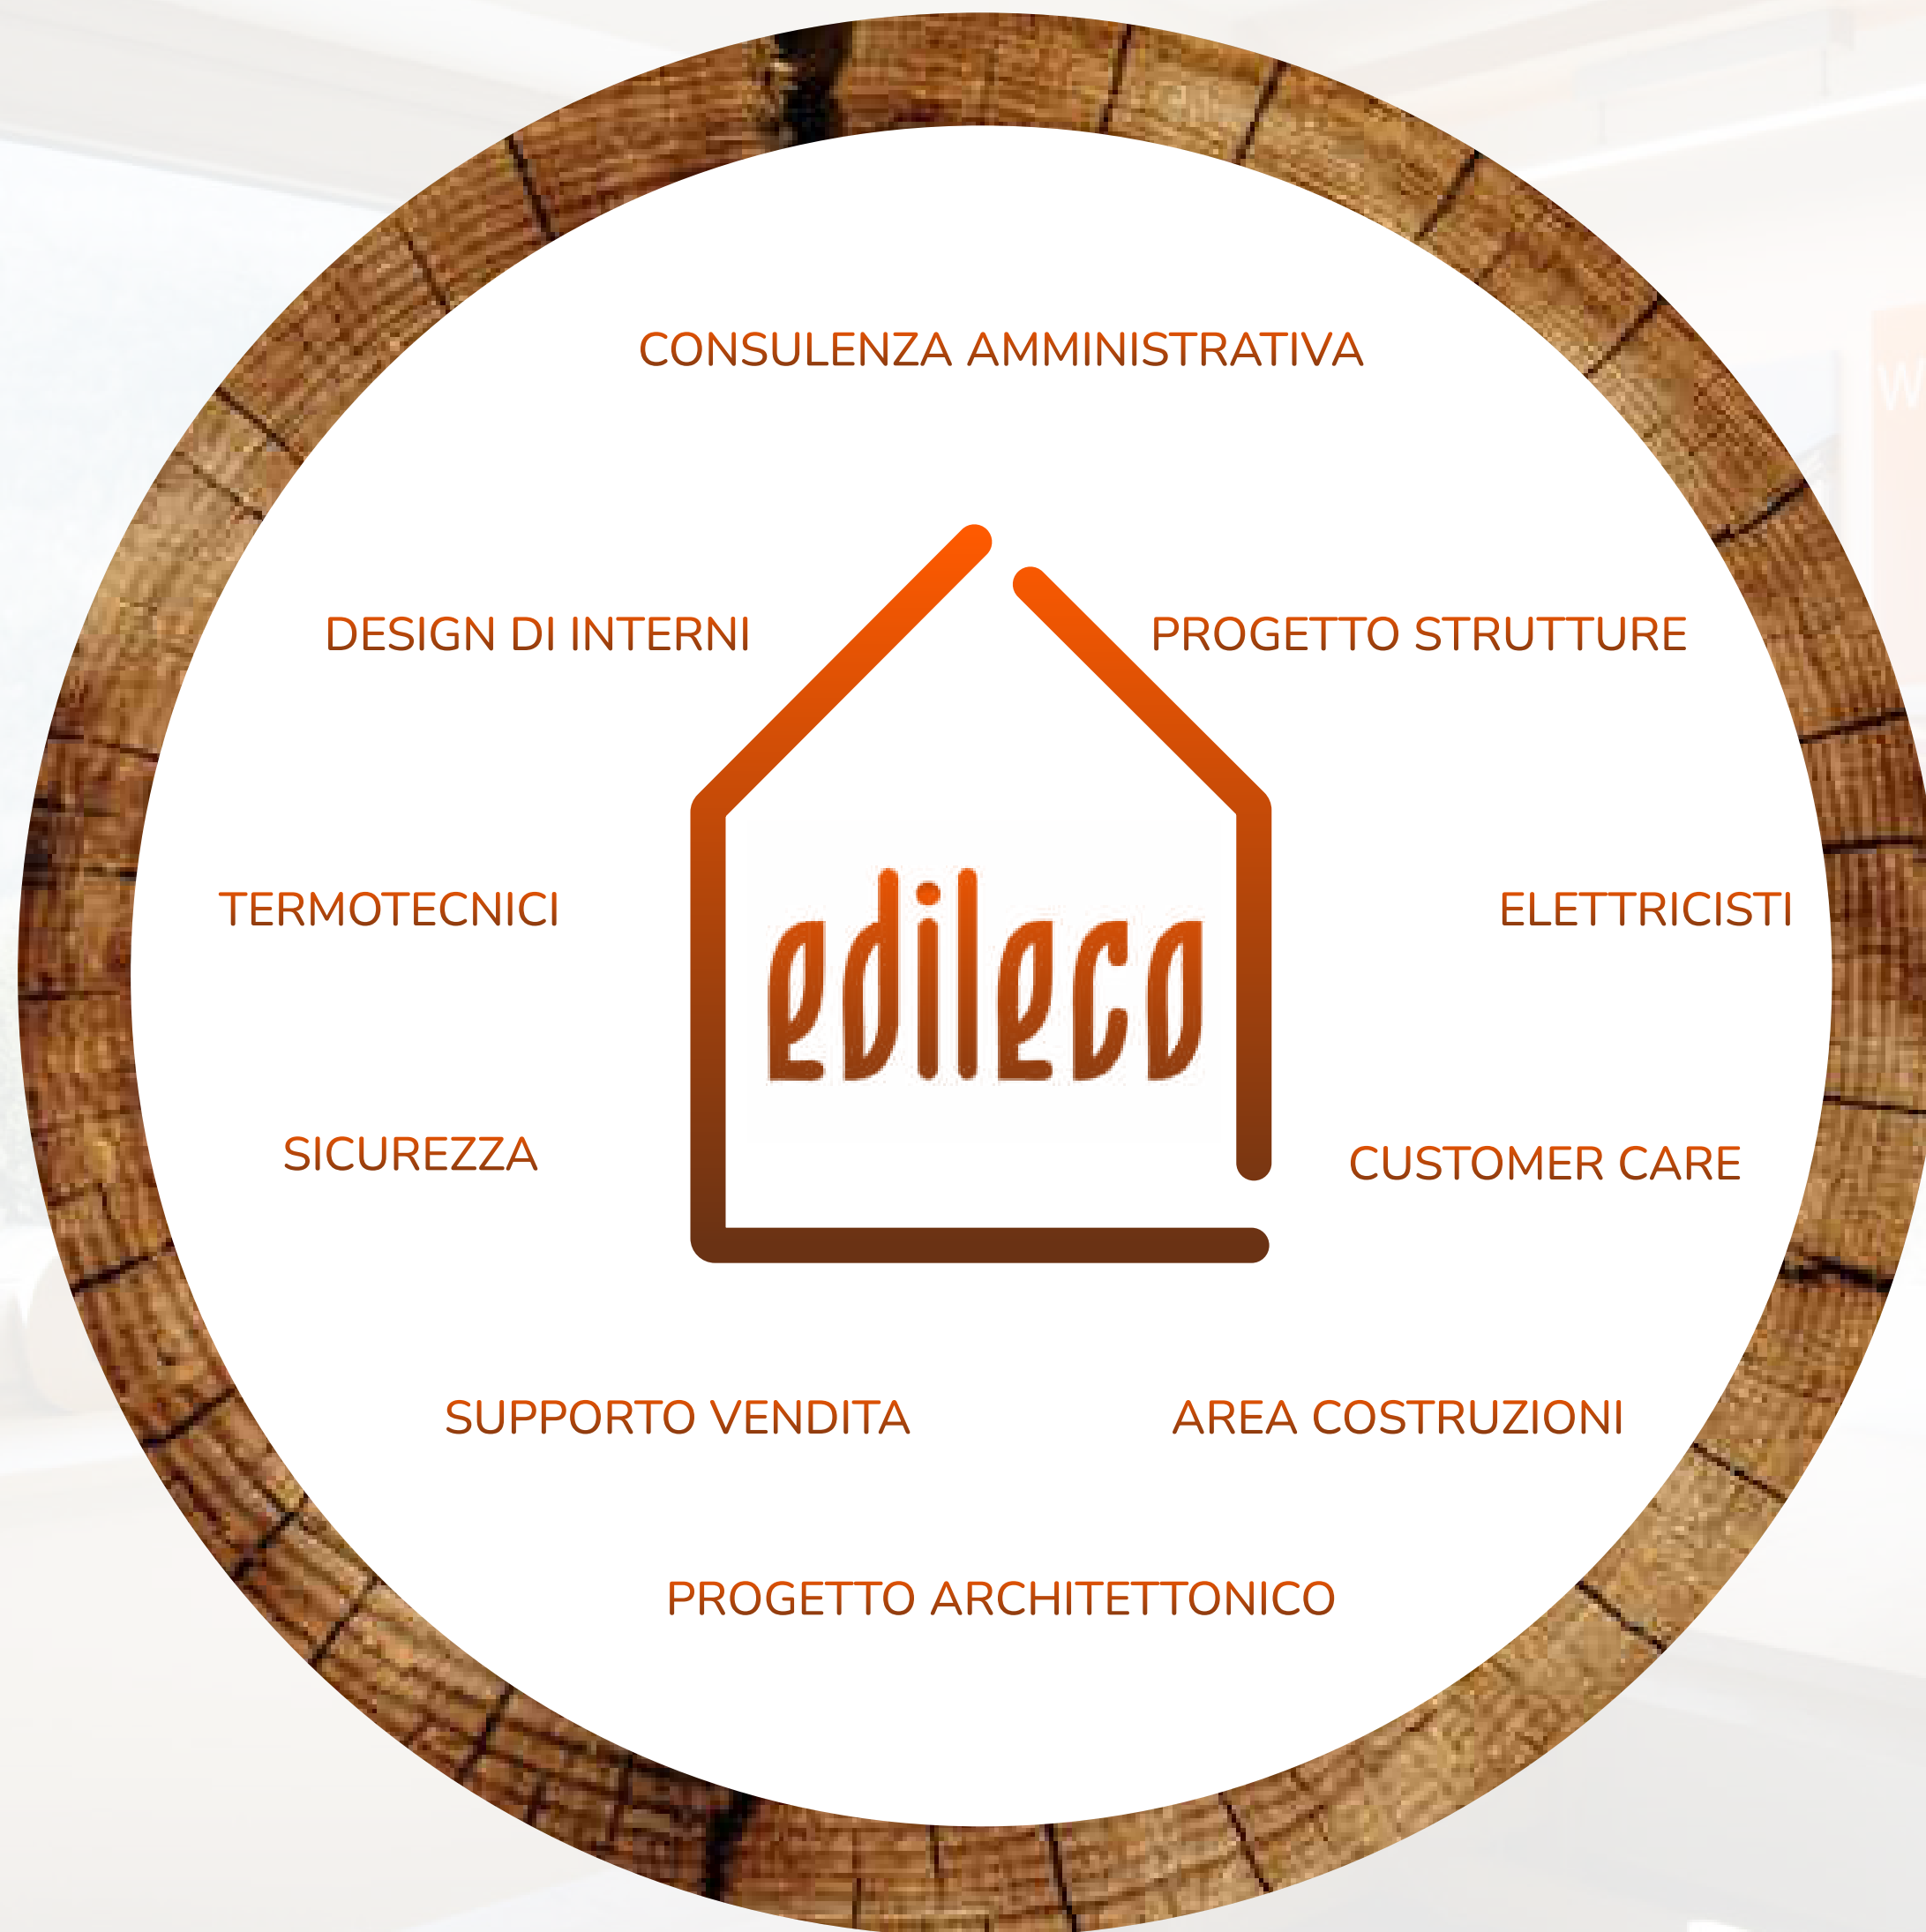 CONSULENZA AMMINISTRATIVA
DESIGN DI INTERNI
PROGETTO STRUTTURE
TERMOTECNICI
edileco
ELETTRICISTI
SICUREZZA
CUSTOMER CARE
SUPPORTO VENDITA
AREA COSTRUZIONI
PROGETTO ARCHITETTONICO